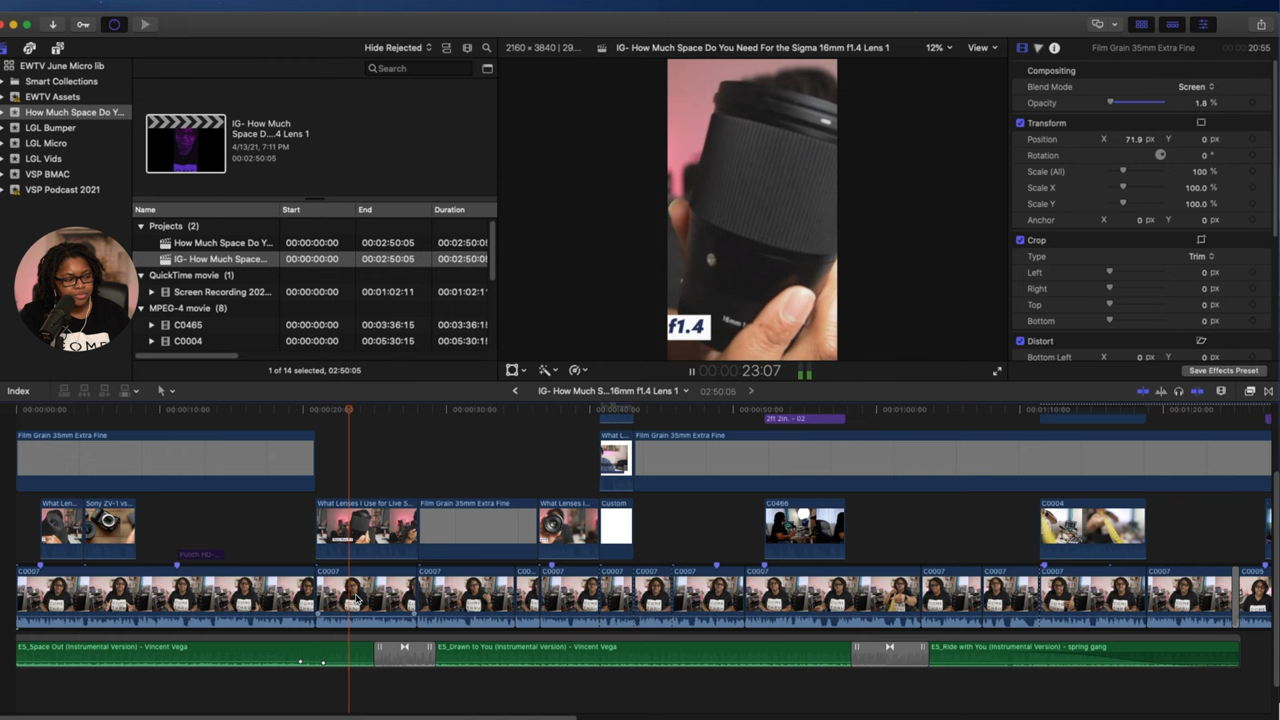 Hide Rejected
2160 × 3840 | 29...
IG- How Much Space Do You Need For the Sigma 16mm f1.4 Lens 1
12%
View
Film Grain 35mm Extra Fine
20:55
EWTV June Micro lib
Smart Collections
EWTV Assets
How Much Space Do Y...
LGL Bumper
LGL Micro
LGL Vids
VSP BMAC
VSP Podcast 2021
Search
IG- How Much
Space D....4 Lens 1
4/13/21, 7:11 PM
00:02:50:05
Name Start End Duration
Projects (2)
How Much Space Do Y... 00:00:00:00 00:02:50:05 00:02:50:0
IG- How Much Space... 00:00:00:00 00:02:50:05 00:02:50:0
QuickTime movie (1)
Screen Recording 202... 00:00:00:00 00:01:02:11 00:01:02:1
MPEG-4 movie (8)
C0465 00:00:00:00 00:03:36:15 00:03:36:1
C0004 00:00:00:00 00:05:30:15 00:05:30:1
1 of 14 selected, 02:50:05
f1.4
00:00:00 23:07
Compositing
Blend Mode Screen
Opacity 1.8 %
Transform
Position X 71.9 px Y 0 px
Rotation 0 °
Scale (All) 100 %
Scale X 100.0 %
Scale Y 100.0 %
Anchor X 0 px Y 0 px
Crop
Type Trim
Left 0 px
Right 0 px
Top 0 px
Bottom 0 px
Distort
Bottom Left X 0 px Y 0 px
Save Effects Preset
Index
IG- How Much S...16mm f1.4 Lens 1
02:50:05
00:00:00:00 00:00:10:00 00:00:20:00 00:00:30:00 00:00:40:00 00:00:50:00 00:01:00:00 00:01:10:00 00:01:20:00
2ft 2in. - 02
Film Grain 35mm Extra Fine What L... Film Grain 35mm Extra Fine
What Len... Sony ZV-1 vs... What Lenses I Use for Live S... Film Grain 35mm Extra Fine What Lenses I... Custom C0466 C0004
Punch HD-...
C0007 C0007 C0007 C00... C0007 C0007 C0007 C0007 C0007 C0007 C0007 C0007 C0007 C0005
ES_Space Out (Instrumental Version) - Vincent Vega ES_Drawn to You (Instrumental Version) - Vincent Vega ES_Ride with You (Instrumental Version) - spring gang